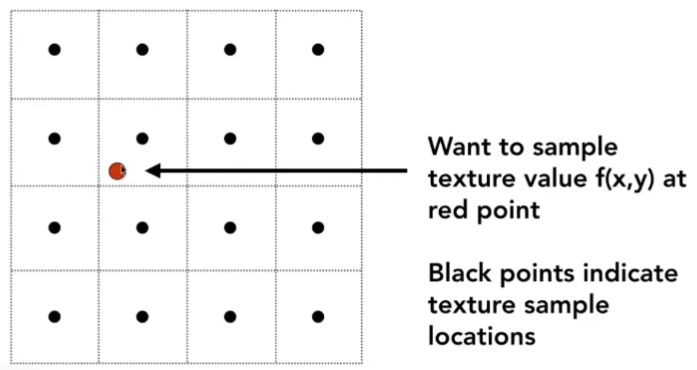 Want to sample
texture value f(x,y) at
red point
Black points indicate
texture sample
locations